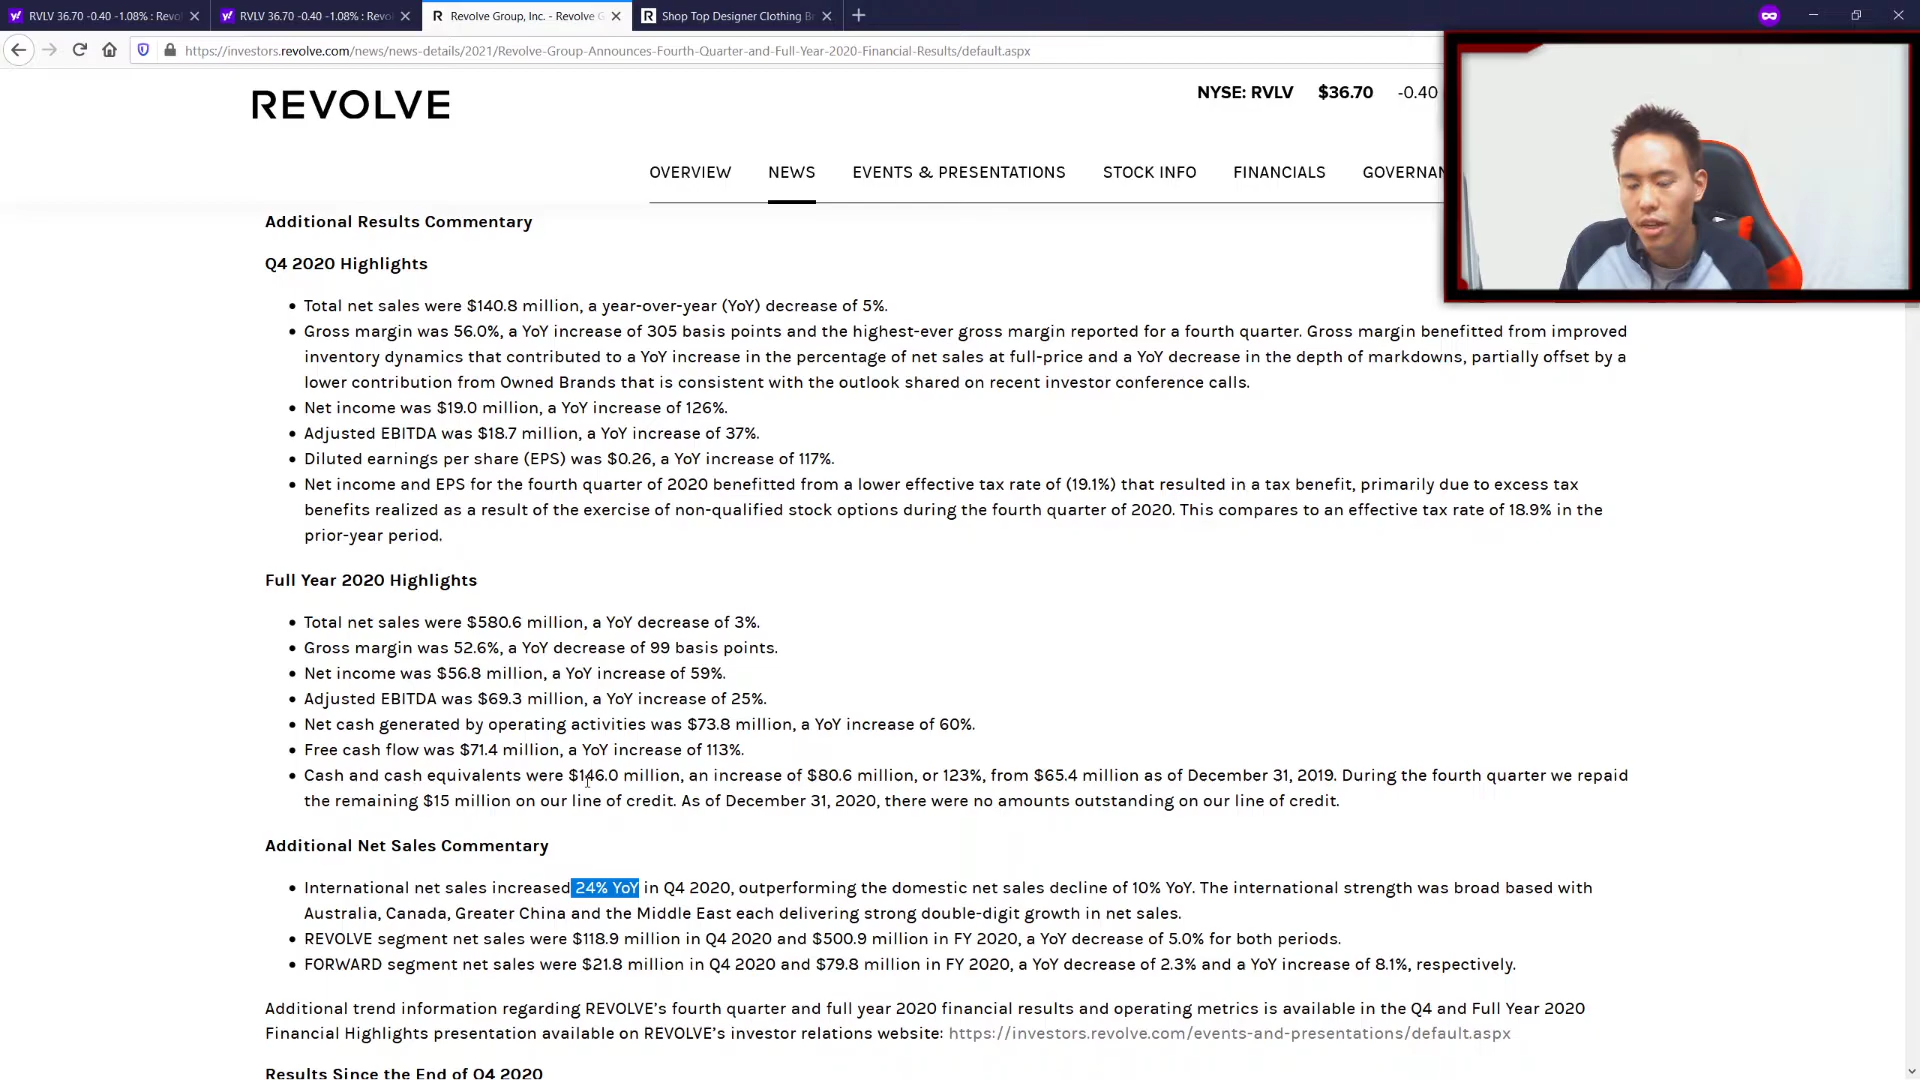 RVLV 36.70 -0.40 -1.08% : Revo
RVLV 36.70 -0.40 -1.08% : Revo
Revolve Group, Inc. - Revolve G
Shop Top Designer Clothing B
https://investors.revolve.com/news/news-details/2021/Revolve-Group-Announces-Fourth-Quarter-and-Full-Year-2020-Financial-Results/default.aspx
REVOLVE
NYSE: RVLV $36.70 -0.40
OVERVIEW NEWS EVENTS & PRESENTATIONS STOCK INFO FINANCIALS GOVERNAN
Additional Results Commentary
Q4 2020 Highlights
• Total net sales were $140.8 million, a year-over-year (YoY) decrease of 5%.
• Gross margin was 56.0%, a YoY increase of 305 basis points and the highest-ever gross margin reported for a fourth quarter. Gross margin benefitted from improved
inventory dynamics that contributed to a YoY increase in the percentage of net sales at full-price and a YoY decrease in the depth of markdowns, partially offset by a
lower contribution from Owned Brands that is consistent with the outlook shared on recent investor conference calls.
• Net income was $19.0 million, a YoY increase of 126%.
• Adjusted EBITDA was $18.7 million, a YoY increase of 37%.
• Diluted earnings per share (EPS) was $0.26, a YoY increase of 117%.
• Net income and EPS for the fourth quarter of 2020 benefitted from a lower effective tax rate of (19.1%) that resulted in a tax benefit, primarily due to excess tax
benefits realized as a result of the exercise of non-qualified stock options during the fourth quarter of 2020. This compares to an effective tax rate of 18.9% in the
prior-year period.
Full Year 2020 Highlights
• Total net sales were $580.6 million, a YoY decrease of 3%.
• Gross margin was 52.6%, a YoY decrease of 99 basis points.
• Net income was $56.8 million, a YoY increase of 59%.
• Adjusted EBITDA was $69.3 million, a YoY increase of 25%.
• Net cash generated by operating activities was $73.8 million, a YoY increase of 60%.
• Free cash flow was $71.4 million, a YoY increase of 113%.
• Cash and cash equivalents were $146.0 million, an increase of $80.6 million, or 123%, from $65.4 million as of December 31, 2019. During the fourth quarter we repaid
the remaining $15 million on our line of credit. As of December 31, 2020, there were no amounts outstanding on our line of credit.
Additional Net Sales Commentary
• International net sales increased 24% YoY in Q4 2020, outperforming the domestic net sales decline of 10% YoY. The international strength was broad based with
Australia, Canada, Greater China and the Middle East each delivering strong double-digit growth in net sales.
• REVOLVE segment net sales were $118.9 million in Q4 2020 and $500.9 million in FY 2020, a YoY decrease of 5.0% for both periods.
• FORWARD segment net sales were $21.8 million in Q4 2020 and $79.8 million in FY 2020, a YoY decrease of 2.3% and a YoY increase of 8.1%, respectively.
Additional trend information regarding REVOLVE's fourth quarter and full year 2020 financial results and operating metrics is available in the Q4 and Full Year 2020
Financial Highlights presentation available on REVOLVE's investor relations website: https://investors.revolve.com/events-and-presentations/default.aspx
Results Since the End of Q4 2020